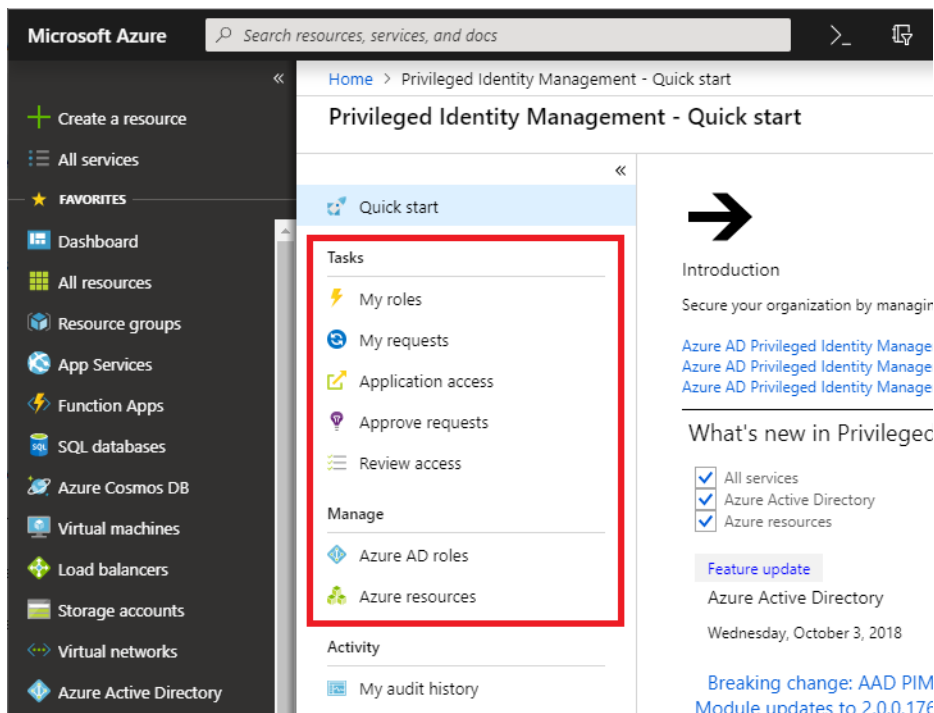 Microsoft Azure
Search resources, services, and docs
Create a resource
All services
FAVORITES
Dashboard
All resources
Resource groups
App Services
Function Apps
SQL databases
Azure Cosmos DB
Virtual machines
Load balancers
Storage accounts
Virtual networks
Azure Active Directory
Home > Privileged Identity Management - Quick start
Privileged Identity Management - Quick start
Quick start
Tasks
My roles
My requests
Application access
Approve requests
Review access
Manage
Azure AD roles
Azure resources
Activity
My audit history
Introduction
Secure your organization by managin
Azure AD Privileged Identity Manage
Azure AD Privileged Identity Manage
Azure AD Privileged Identity Manage
What's new in Privileged
All services
Azure Active Directory
Azure resources
Feature update
Azure Active Directory
Wednesday, October 3, 2018
Breaking change: AAD PIM
Module updates to 2.0.0.176